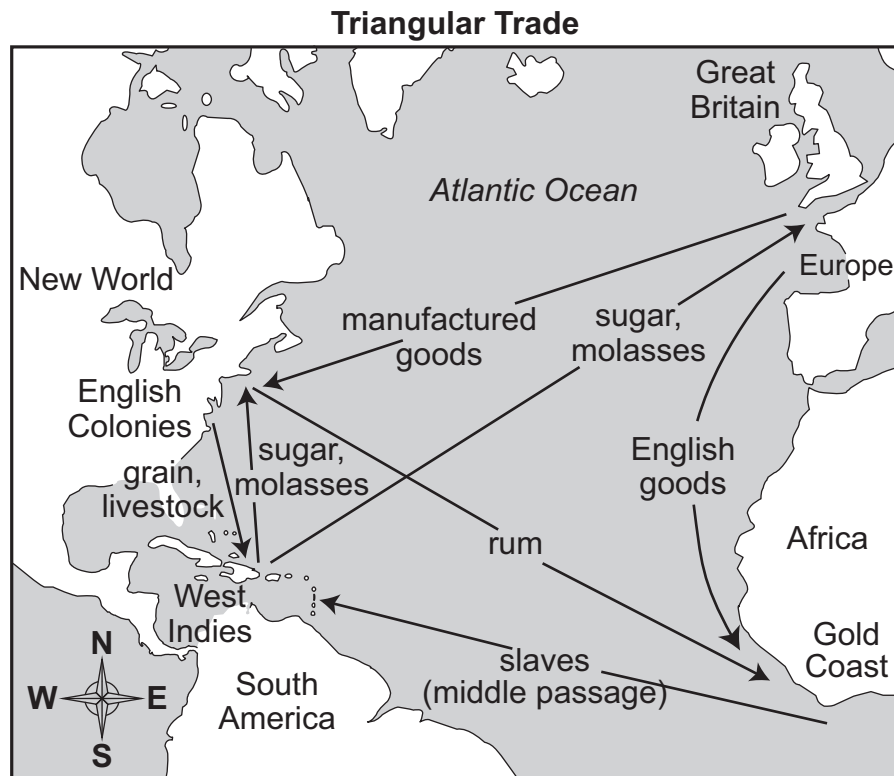 Triangular Trade
Great
Britain
Atlantic Ocean
New World
Europe
manufactured
goods
sugar,
molasses
English
Colonies
grain,
livestock
sugar,
molasses
English
goods
rum
Africa
West
Indies
Gold
Coast
slaves
(middle passage)
South
America
N
W
E
S